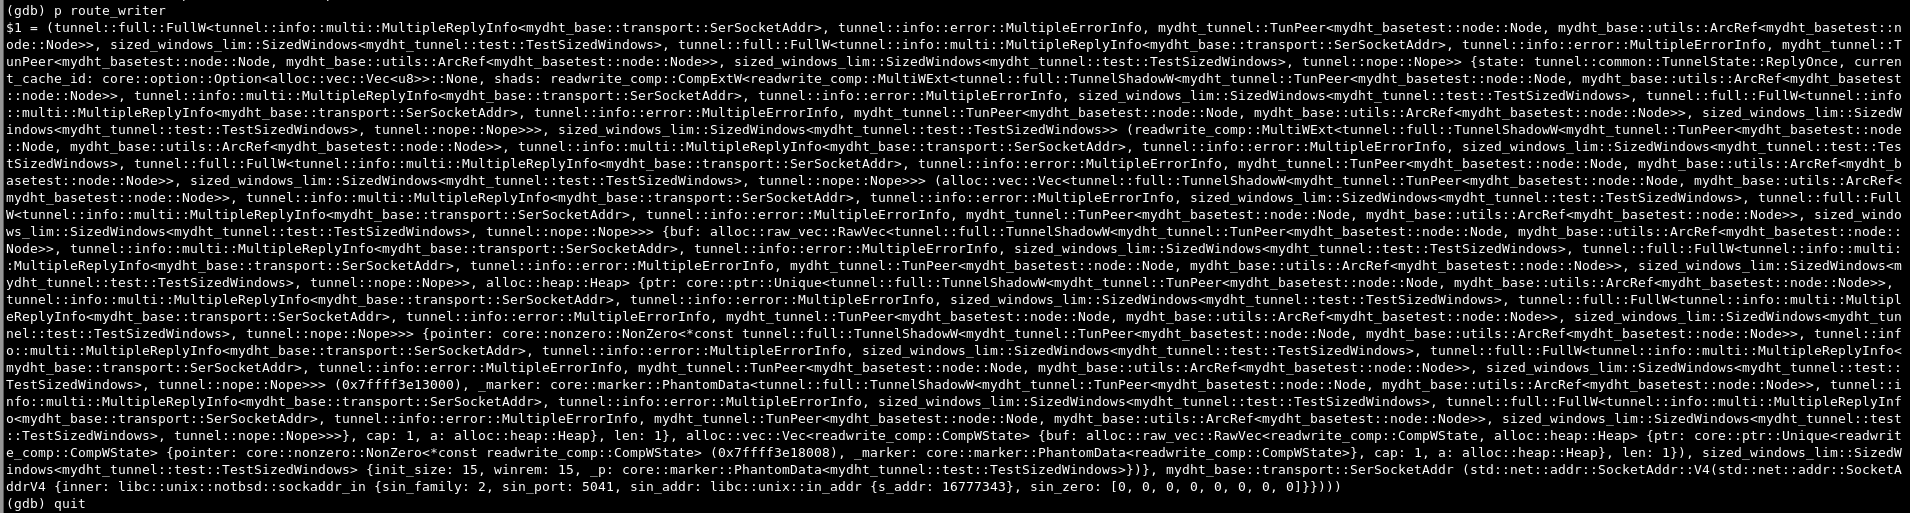 (gdb) p route_writer
$1 = (tunnel::full::FullW<tunnel::info::multi::MultipleReplyInfo<mydht_base::transport::SerSocketAddr>, tunnel::info::error::MultipleErrorInfo, mydht_tunnel::TunPeer<mydht_basetest::node::Node, mydht_base::utils::ArcRef<mydht_basetest::n
ode::Node>>, sized_windows_lim::SizedWindows<mydht_tunnel::test::TestSizedWindows>, tunnel::full::FullW<tunnel::info::multi::MultipleReplyInfo<mydht_base::transport::SerSocketAddr>, tunnel::info::error::MultipleErrorInfo, mydht_tunnel::T
unPeer<mydht_basetest::node::Node, mydht_base::utils::ArcRef<mydht_basetest::node::Node>>, sized_windows_lim::SizedWindows<mydht_tunnel::test::TestSizedWindows>, tunnel::nope::Nope>> {state: tunnel::common::TunnelState::ReplyOnce, curren
t_cache_id: core::option::Option<alloc::vec::Vec<u8>>::None, shads: readwrite_comp::CompExtW<readwrite_comp::MultiWExt<tunnel::full::TunnelShadowW<mydht_tunnel::TunPeer<mydht_basetest::node::Node, mydht_base::utils::ArcRef<mydht_basetest
::node::Node>>, tunnel::info::multi::MultipleReplyInfo<mydht_base::transport::SerSocketAddr>, tunnel::info::error::MultipleErrorInfo, sized_windows_lim::SizedWindows<mydht_tunnel::test::TestSizedWindows>, tunnel::full::FullW<tunnel::info
::multi::MultipleReplyInfo<mydht_base::transport::SerSocketAddr>, tunnel::info::error::MultipleErrorInfo, mydht_tunnel::TunPeer<mydht_basetest::node::Node, mydht_base::utils::ArcRef<mydht_basetest::node::Node>>, sized_windows_lim::SizedW
indows<mydht_tunnel::test::TestSizedWindows>, tunnel::nope::Nope>>>, sized_windows_lim::SizedWindows<mydht_tunnel::test::TestSizedWindows>> (readwrite_comp::MultiWExt<tunnel::full::TunnelShadowW<mydht_tunnel::TunPeer<mydht_basetest::node
::Node, mydht_base::utils::ArcRef<mydht_basetest::node::Node>>, tunnel::info::multi::MultipleReplyInfo<mydht_base::transport::SerSocketAddr>, tunnel::info::error::MultipleErrorInfo, sized_windows_lim::SizedWindows<mydht_tunnel::test::Tes
tSizedWindows>, tunnel::full::FullW<tunnel::info::multi::MultipleReplyInfo<mydht_base::transport::SerSocketAddr>, tunnel::info::error::MultipleErrorInfo, mydht_tunnel::TunPeer<mydht_basetest::node::Node, mydht_base::utils::ArcRef<mydht_b
asetest::node::Node>>, sized_windows_lim::SizedWindows<mydht_tunnel::test::TestSizedWindows>, tunnel::nope::Nope>>> (alloc::vec::Vec<tunnel::full::TunnelShadowW<mydht_tunnel::TunPeer<mydht_basetest::node::Node, mydht_base::utils::ArcRef<
mydht_basetest::node::Node>>, tunnel::info::multi::MultipleReplyInfo<mydht_base::transport::SerSocketAddr>, tunnel::info::error::MultipleErrorInfo, sized_windows_lim::SizedWindows<mydht_tunnel::test::TestSizedWindows>, tunnel::full::Full
W<tunnel::info::multi::MultipleReplyInfo<mydht_base::transport::SerSocketAddr>, tunnel::info::error::MultipleErrorInfo, mydht_tunnel::TunPeer<mydht_basetest::node::Node, mydht_base::utils::ArcRef<mydht_basetest::node::Node>>, sized_windo
ws_lim::SizedWindows<mydht_tunnel::test::TestSizedWindows>, tunnel::nope::Nope>>> {buf: alloc::raw_vec::RawVec<tunnel::full::TunnelShadowW<mydht_tunnel::TunPeer<mydht_basetest::node::Node, mydht_base::utils::ArcRef<mydht_basetest::node::
Node>>, tunnel::info::multi::MultipleReplyInfo<mydht_base::transport::SerSocketAddr>, tunnel::info::error::MultipleErrorInfo, sized_windows_lim::SizedWindows<mydht_tunnel::test::TestSizedWindows>, tunnel::full::FullW<tunnel::info::multi:
:MultipleReplyInfo<mydht_base::transport::SerSocketAddr>, tunnel::info::error::MultipleErrorInfo, mydht_tunnel::TunPeer<mydht_basetest::node::Node, mydht_base::utils::ArcRef<mydht_basetest::node::Node>>, sized_windows_lim::SizedWindows<m
ydht_tunnel::test::TestSizedWindows>, tunnel::nope::Nope>>, alloc::heap::Heap> {ptr: core::ptr::Unique<tunnel::full::TunnelShadowW<mydht_tunnel::TunPeer<mydht_basetest::node::Node, mydht_base::utils::ArcRef<mydht_basetest::node::Node>>,
tunnel::info::multi::MultipleReplyInfo<mydht_base::transport::SerSocketAddr>, tunnel::info::error::MultipleErrorInfo, sized_windows_lim::SizedWindows<mydht_tunnel::test::TestSizedWindows>, tunnel::full::FullW<tunnel::info::multi::Multipl
eReplyInfo<mydht_base::transport::SerSocketAddr>, tunnel::info::error::MultipleErrorInfo, mydht_tunnel::TunPeer<mydht_basetest::node::Node, mydht_base::utils::ArcRef<mydht_basetest::node::Node>>, sized_windows_lim::SizedWindows<mydht_tun
nel::test::TestSizedWindows>, tunnel::nope::Nope>>> {pointer: core::nonzero::NonZero<*const tunnel::full::TunnelShadowW<mydht_tunnel::TunPeer<mydht_basetest::node::Node, mydht_base::utils::ArcRef<mydht_basetest::node::Node>>, tunnel::inf
o::multi::MultipleReplyInfo<mydht_base::transport::SerSocketAddr>, tunnel::info::error::MultipleErrorInfo, sized_windows_lim::SizedWindows<mydht_tunnel::test::TestSizedWindows>, tunnel::full::FullW<tunnel::info::multi::MultipleReplyInfo<
mydht_base::transport::SerSocketAddr>, tunnel::info::error::MultipleErrorInfo, mydht_tunnel::TunPeer<mydht_basetest::node::Node, mydht_base::utils::ArcRef<mydht_basetest::node::Node>>, sized_windows_lim::SizedWindows<mydht_tunnel::test::
TestSizedWindows>, tunnel::nope::Nope>>> (0x7ffff3e13000), _marker: core::marker::PhantomData<tunnel::full::TunnelShadowW<mydht_tunnel::TunPeer<mydht_basetest::node::Node, mydht_base::utils::ArcRef<mydht_basetest::node::Node>>, tunnel::i
nfo::multi::MultipleReplyInfo<mydht_base::transport::SerSocketAddr>, tunnel::info::error::MultipleErrorInfo, sized_windows_lim::SizedWindows<mydht_tunnel::test::TestSizedWindows>, tunnel::full::FullW<tunnel::info::multi::MultipleReplyInf
o<mydht_base::transport::SerSocketAddr>, tunnel::info::error::MultipleErrorInfo, mydht_tunnel::TunPeer<mydht_basetest::node::Node, mydht_base::utils::ArcRef<mydht_basetest::node::Node>>, sized_windows_lim::SizedWindows<mydht_tunnel::test
::TestSizedWindows>, tunnel::nope::Nope>>>}, cap: 1, a: alloc::heap::Heap}, len: 1}, alloc::vec::Vec<readwrite_comp::CompWState> {buf: alloc::raw_vec::RawVec<readwrite_comp::CompWState, alloc::heap::Heap> {ptr: core::ptr::Unique<readwrit
e_comp::CompWState> {pointer: core::nonzero::NonZero<*const readwrite_comp::CompWState> (0x7ffff3e18008), _marker: core::marker::PhantomData<readwrite_comp::CompWState>}, cap: 1, a: alloc::heap::Heap}, len: 1}), sized_windows_lim::SizedW
indows<mydht_tunnel::test::TestSizedWindows> {init_size: 15, winrem: 15, _p: core::marker::PhantomData<mydht_tunnel::test::TestSizedWindows>})}, mydht_base::transport::SerSocketAddr (std::net::addr::SocketAddr::V4(std::net::addr::SocketA
ddrV4 {inner: libc::unix::notbsd::sockaddr_in {sin_family: 2, sin_port: 5041, sin_addr: libc::unix::in_addr {s_addr: 16777343}, sin_zero: [0, 0, 0, 0, 0, 0, 0, 0]}})))
(gdb) quit